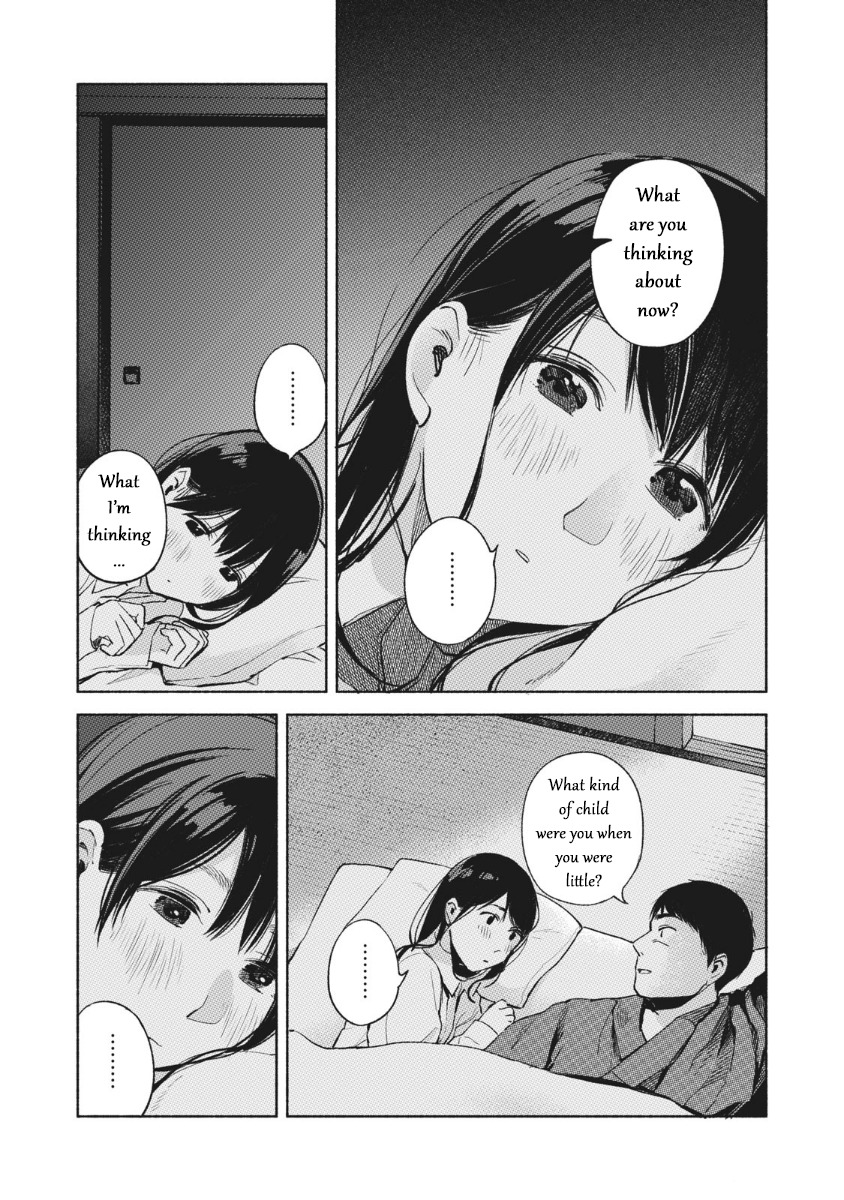 What
are you
thinking
about
now?
.........
.........
What
I'm
thinking
...
What kind
of child
were you when
you were
little?
.........
.........